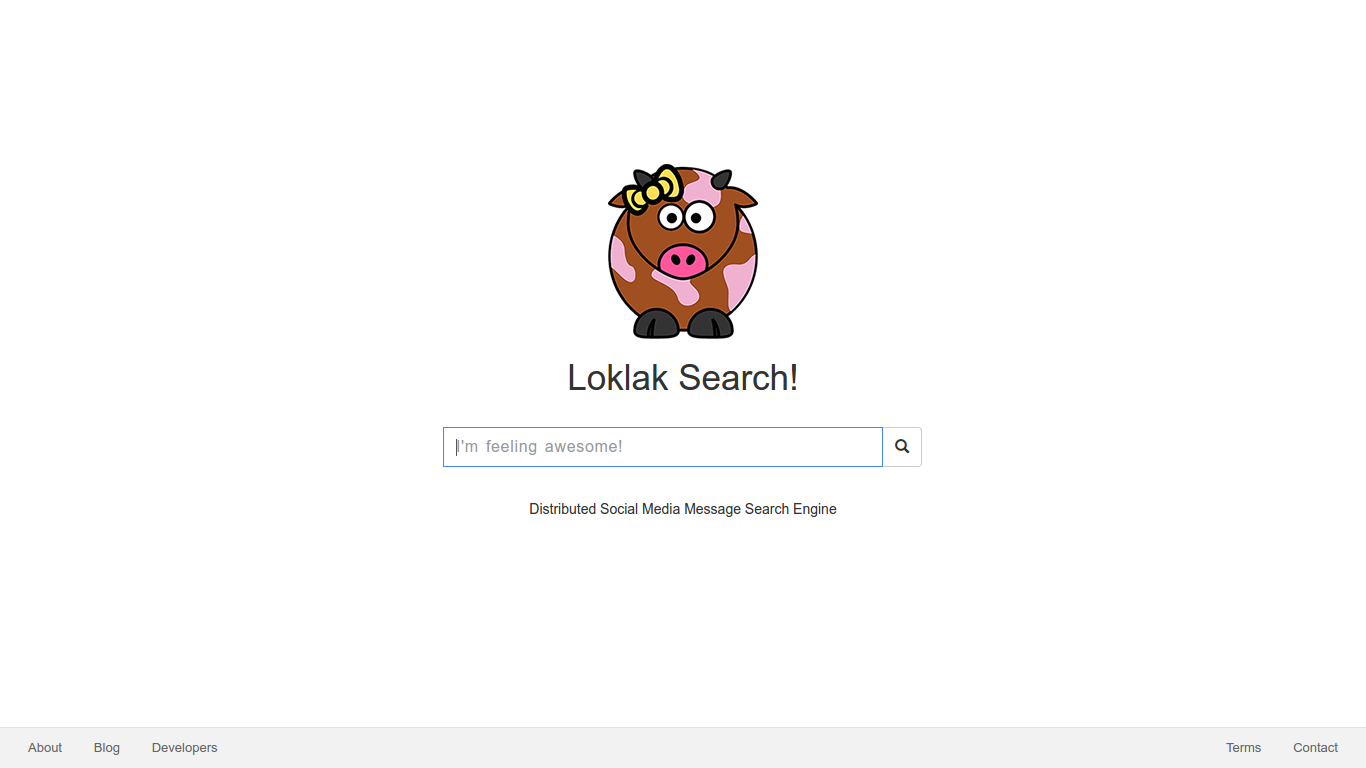 Loklak Search!
I'm feeling awesome!
Distributed Social Media Message Search Engine
About Blog Developers Terms Contact